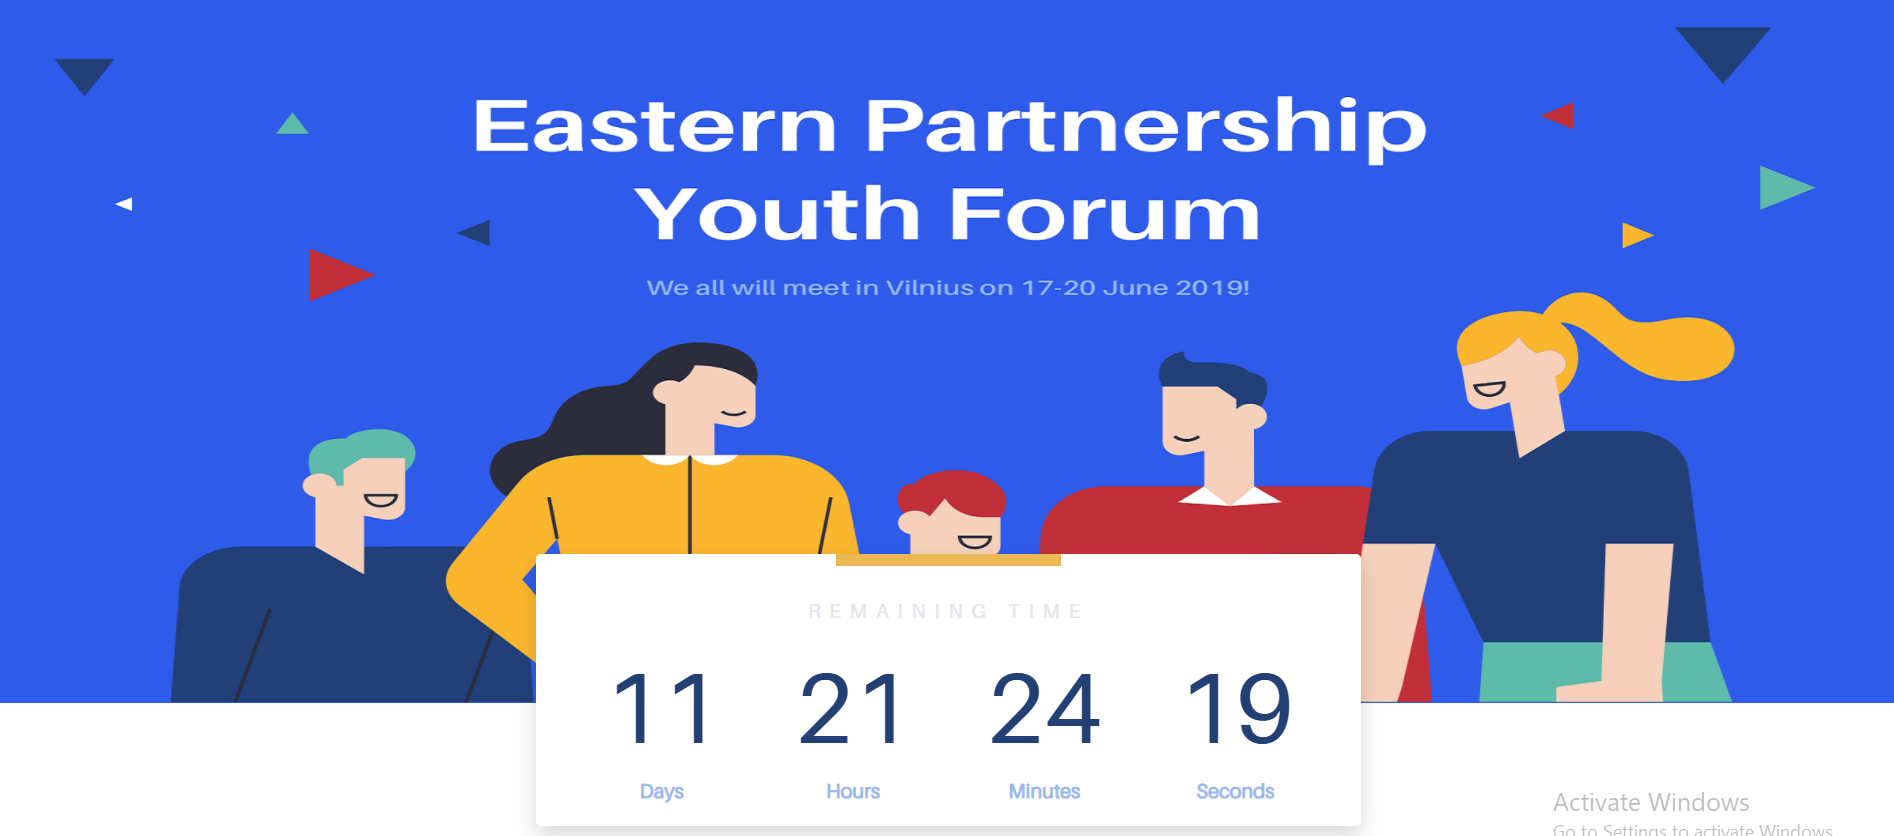 Eastern Partnership
Youth Forum
We all will meet in Vilnius on 17-20 June 2019!
REMAINING TIME
11 21 24 19
Days Hours Minutes Seconds
Activate Windows
Go to Settings to activate Windows